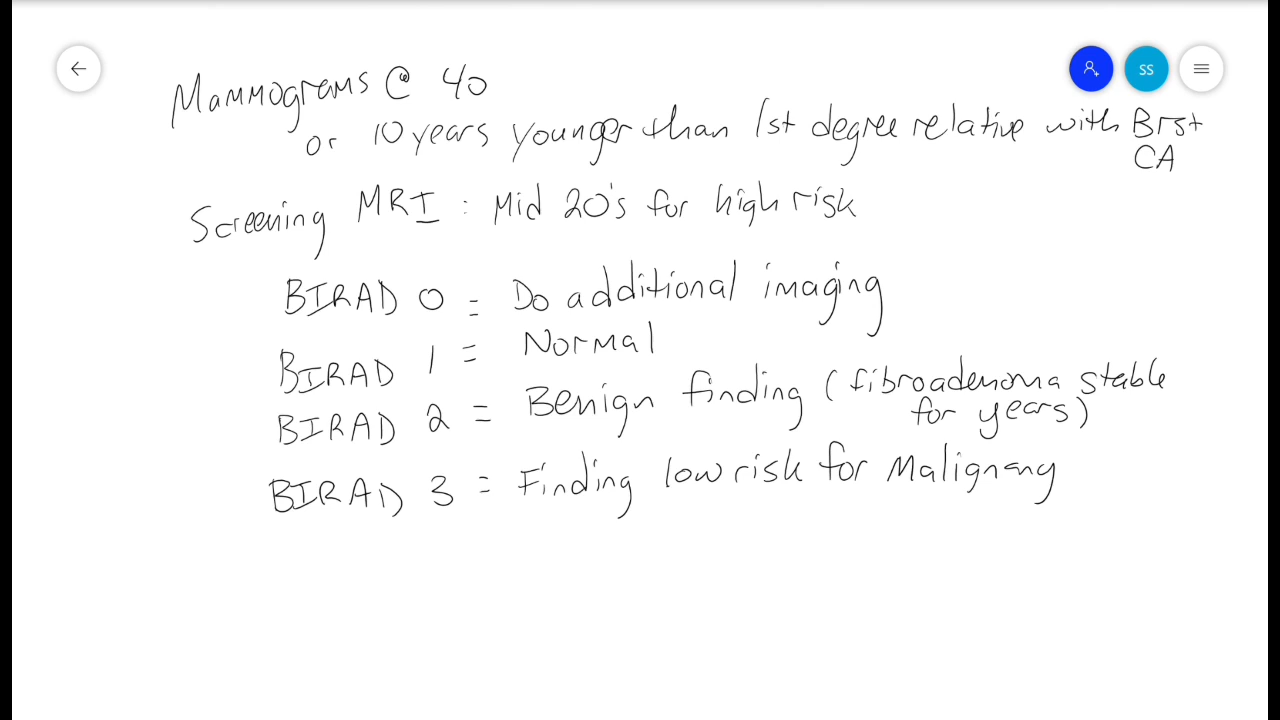 Mammograms @ 40
SS
or 10 years younger than 1st degree relative with Brst
CA
Screening MRI : Mid 20's for high risk
BIRAD 0 = Do additional imaging
BIRAD 1 = Normal
BIRAD 2 = Benign finding (fibroadenoma stable
for years)
BIRAD 3 = Finding low risk for Malignany